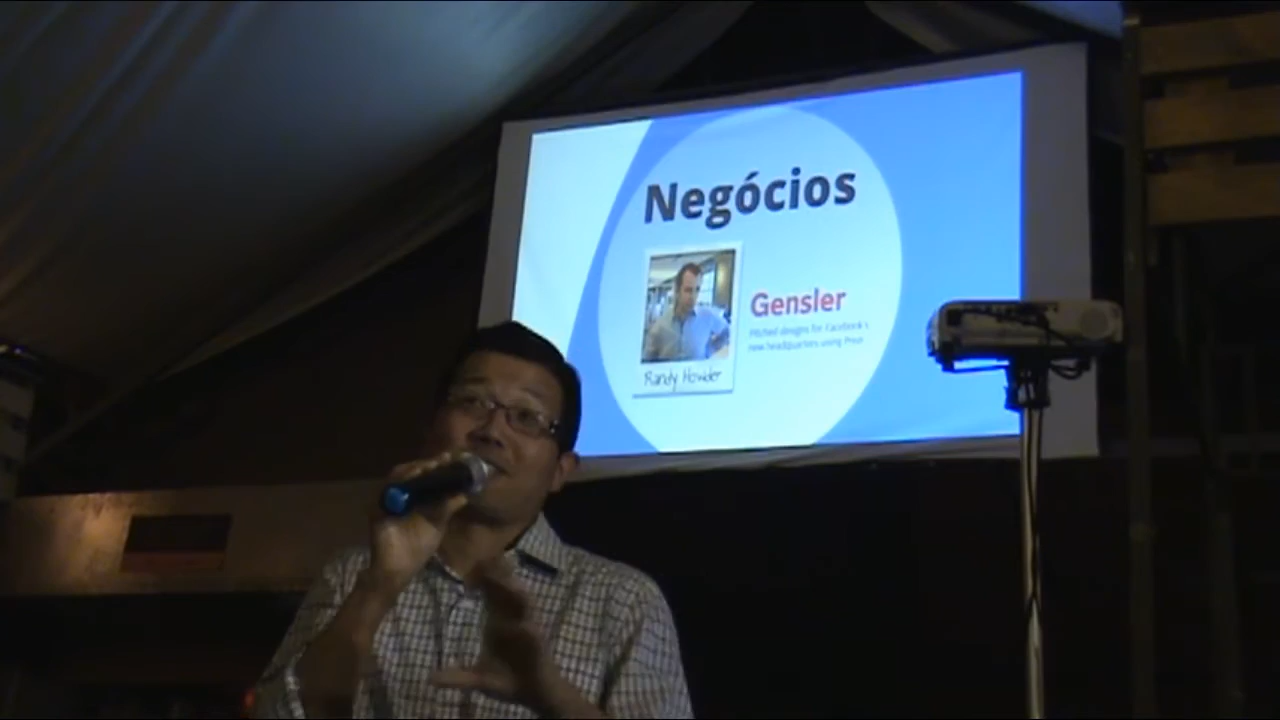 Negócios
Gensler
Pitched designs for Facebook's
new headquarters using Prezi
Randy Howder